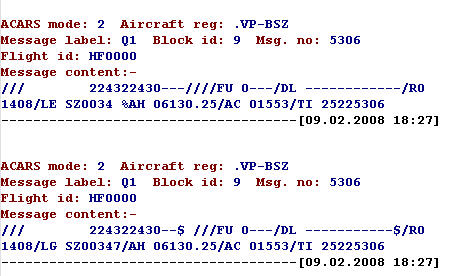 ACARS mode: 2 Aircraft reg: .VP-BSZ
Message label: Q1 Block id: 9 Msg. no: 5306
Flight id: HF0000
Message content:-
/// 224322430---////FU 0---/DL ------------/R0
1408/LE SZ0034 %AH 06130.25/AC 01553/TI 25225306
----------------------------------[09.02.2008 18:27]
ACARS mode: 2 Aircraft reg: .VP-BSZ
Message label: Q1 Block id: 9 Msg. no: 5306
Flight id: HF0000
Message content:-
/// 224322430--$ ///FU 0---/DL -----------$/R0
1408/LG SZ00347/AH 06130.25/AC 01553/TI 25225306
----------------------------------[09.02.2008 18:27]